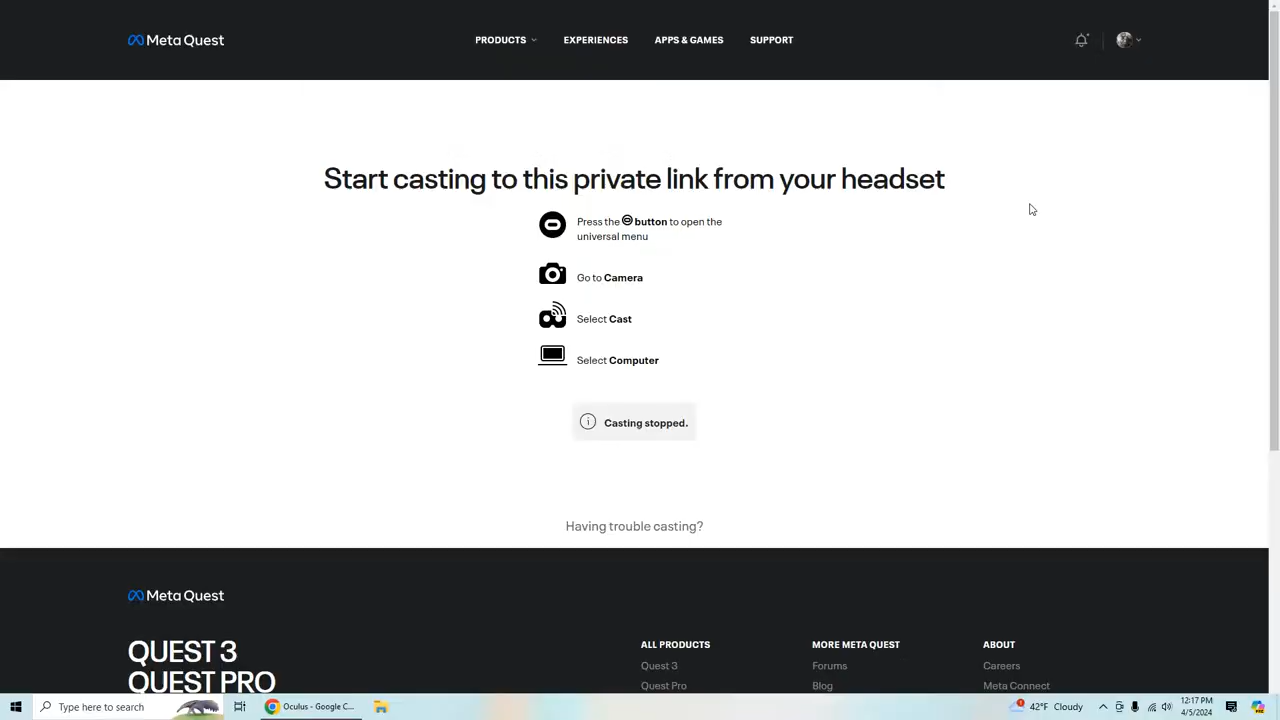 Meta Quest
PRODUCTS
EXPERIENCES
APPS & GAMES
SUPPORT
Start casting to this private link from your headset
Press the button to open the
universal menu
Go to Camera
Select Cast
Select Computer
Casting stopped.
Having trouble casting?
Meta Quest
QUEST 3
QUEST PRO
ALL PRODUCTS
Quest 3
Quest Pro
MORE META QUEST
Forums
Blog
ABOUT
Careers
Meta Connect
Type here to search
Oculus - Google C...
42°F Cloudy
12:17 PM
4/5/2024